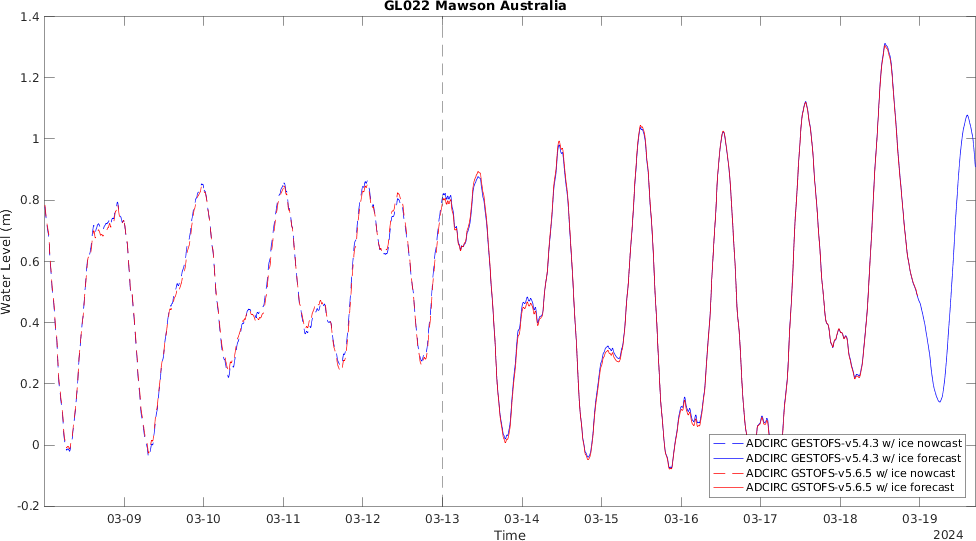 GL022 Mawson Australia
1.4
1.2
1
0.8
0.6
0.4
0.2
0
-0.2
Water Level (m)
03-09 03-10 03-11 03-12 03-13 03-14 03-15 03-16 03-17 03-18 03-19
Time
2024
ADCIRC GESTOFS-v5.4.3 w/ ice nowcast
ADCIRC GESTOFS-v5.4.3 w/ ice forecast
ADCIRC GSTOFS-v5.6.5 w/ ice nowcast
ADCIRC GSTOFS-v5.6.5 w/ ice forecast